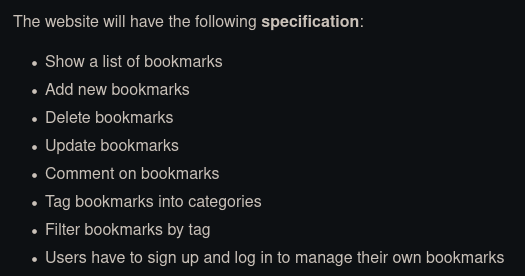 The website will have the following specification:
• Show a list of bookmarks
• Add new bookmarks
• Delete bookmarks
• Update bookmarks
• Comment on bookmarks
• Tag bookmarks into categories
• Filter bookmarks by tag
• Users have to sign up and log in to manage their own bookmarks